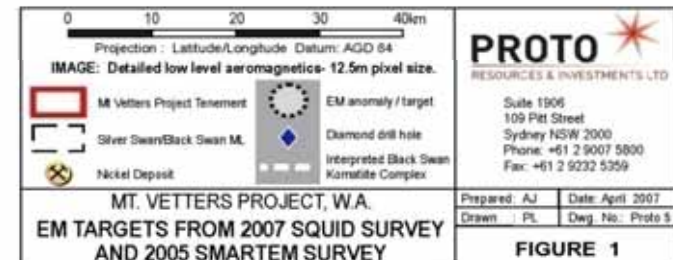 0 10 20 30 40km
Projection : Latitude/Longitude Datum: AGD 84
IMAGE: Detailed low level aeromagnetics- 12.5m pixel size.
Mt Vetters Project Tenement
EM anomaly / target
Silver Swan/Black Swan ML
Diamond drill hole
Nickel Deposit
Interpreted Black Swan
Komatiite Complex
MT. VETTERS PROJECT, W.A.
EM TARGETS FROM 2007 SQUID SURVEY
AND 2005 SMARTEM SURVEY
PROTO
RESOURCES & INVESTMENTS LTD
Suite 1906
109 Pitt Street
Sydney NSW 2000
Phone: +61 2 9007 5800
Fax: +61 2 9232 5359
Prepared: AJ Date: April 2007
Drawn : PL Dwg. No.: Proto 5
FIGURE 1